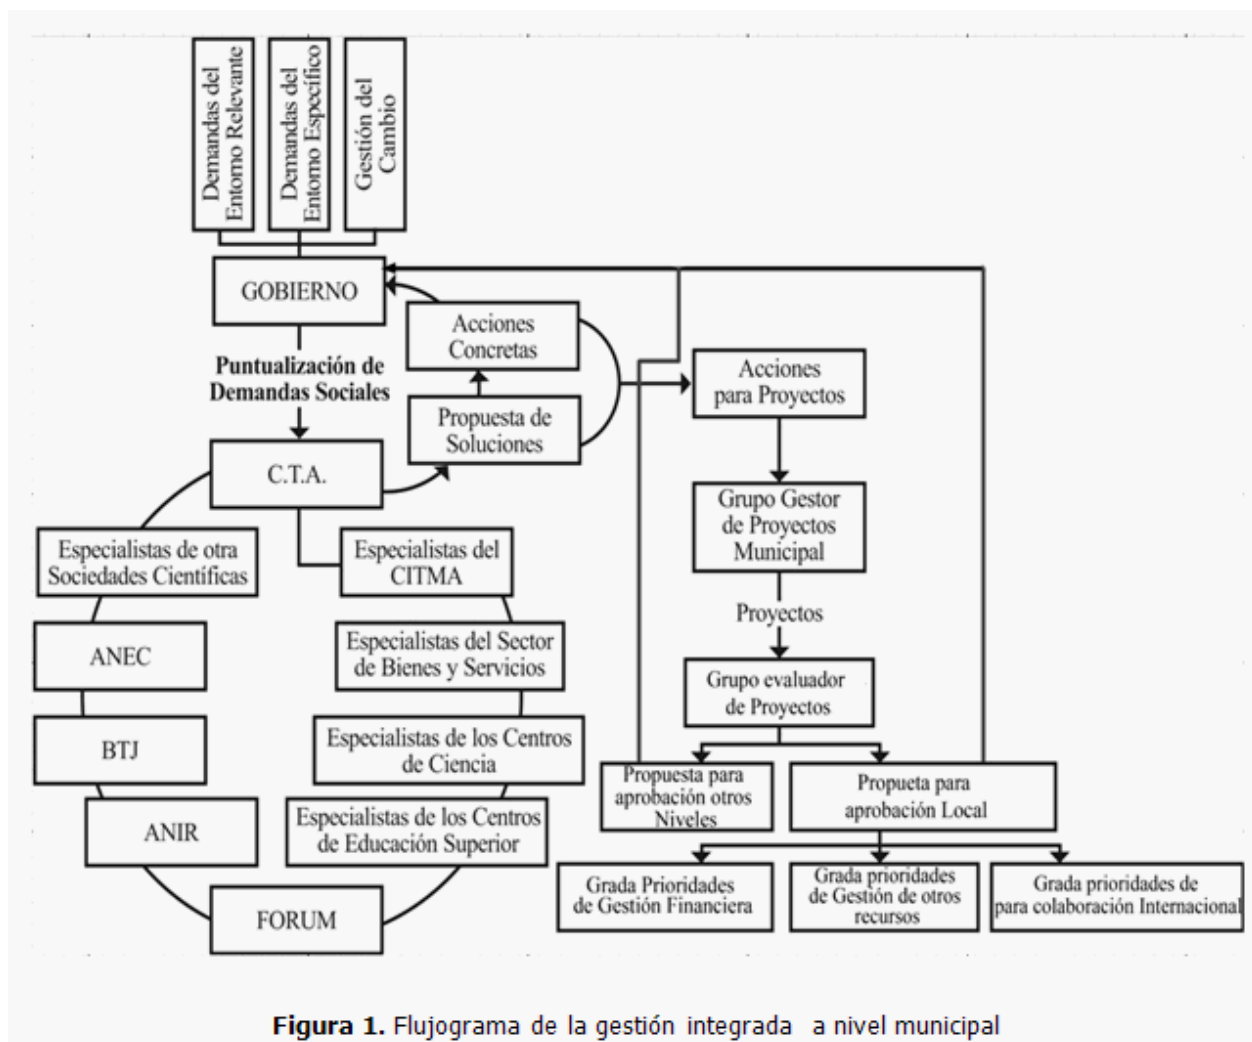 Demandas del
Entorno Relevante
Demandas del
Entorno Específico
Gestión del
Cambio
GOBIERNO
Puntualización de
Demandas Sociales
Acciones
Concretas
Propuesta de
Soluciones
C.T.A.
Especialistas de otra
Sociedades Científicas
Especialistas del
CITMA
ANEC
Especialistas del Sector
de Bienes y Servicios
BTJ
Especialistas de los Centros
de Ciencia
ANIR
Especialistas de los Centros
de Educación Superior
FORUM
Acciones
para Proyectos
Grupo Gestor
de Proyectos
Municipal
Proyectos
Grupo evaluador
de Proyectos
Propuesta para
aprobación otros
Niveles
Propueta para
aprobación Local
Grada Prioridades
de Gestión Financiera
Grada prioridades
de Gestión de otros
recursos
Grada prioridades de
para colaboración Internacional
Figura 1. Flujograma de la gestión integrada a nivel municipal